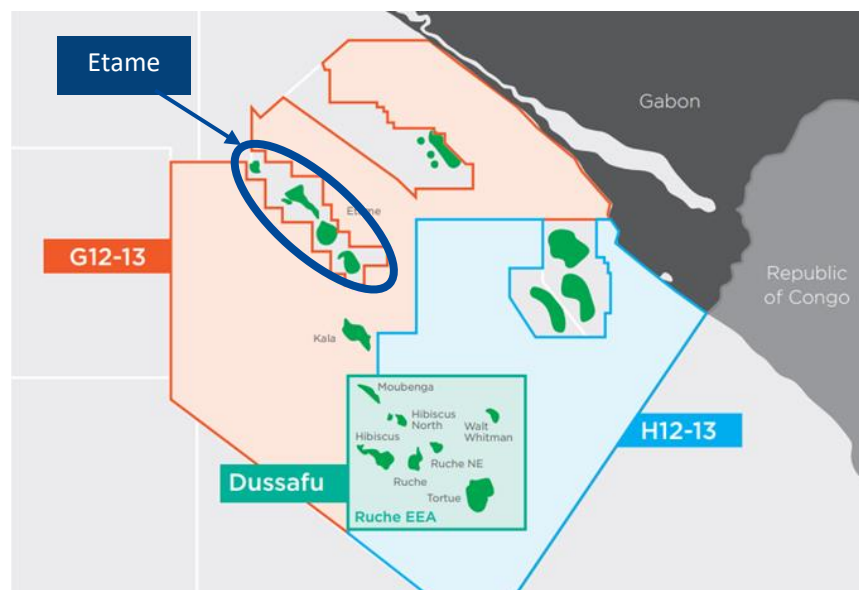 Etame
Gabon
Etame
G12-13
Republic
of Congo
Kala
Moubenga
Hibiscus
North
Walt
Whitman
Hibiscus
Ruche NE
Ruche
H12-13
Dussafu
Tortue
Ruche EEA